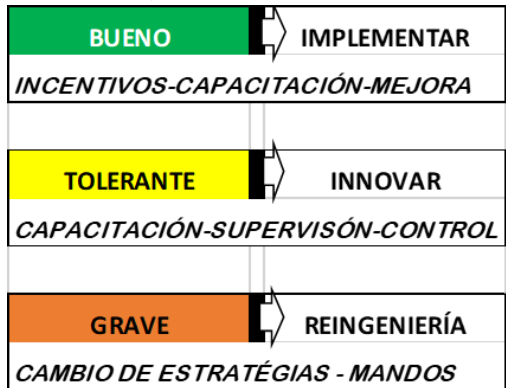 BUENO IMPLEMENTAR
INCENTIVOS-CAPACITACIÓN-MEJORA
TOLERANTE INNOVAR
CAPACITACIÓN-SUPERVISÓN-CONTROL
GRAVE REINGENIERÍA
CAMBIO DE ESTRATÉGIAS - MANDOS